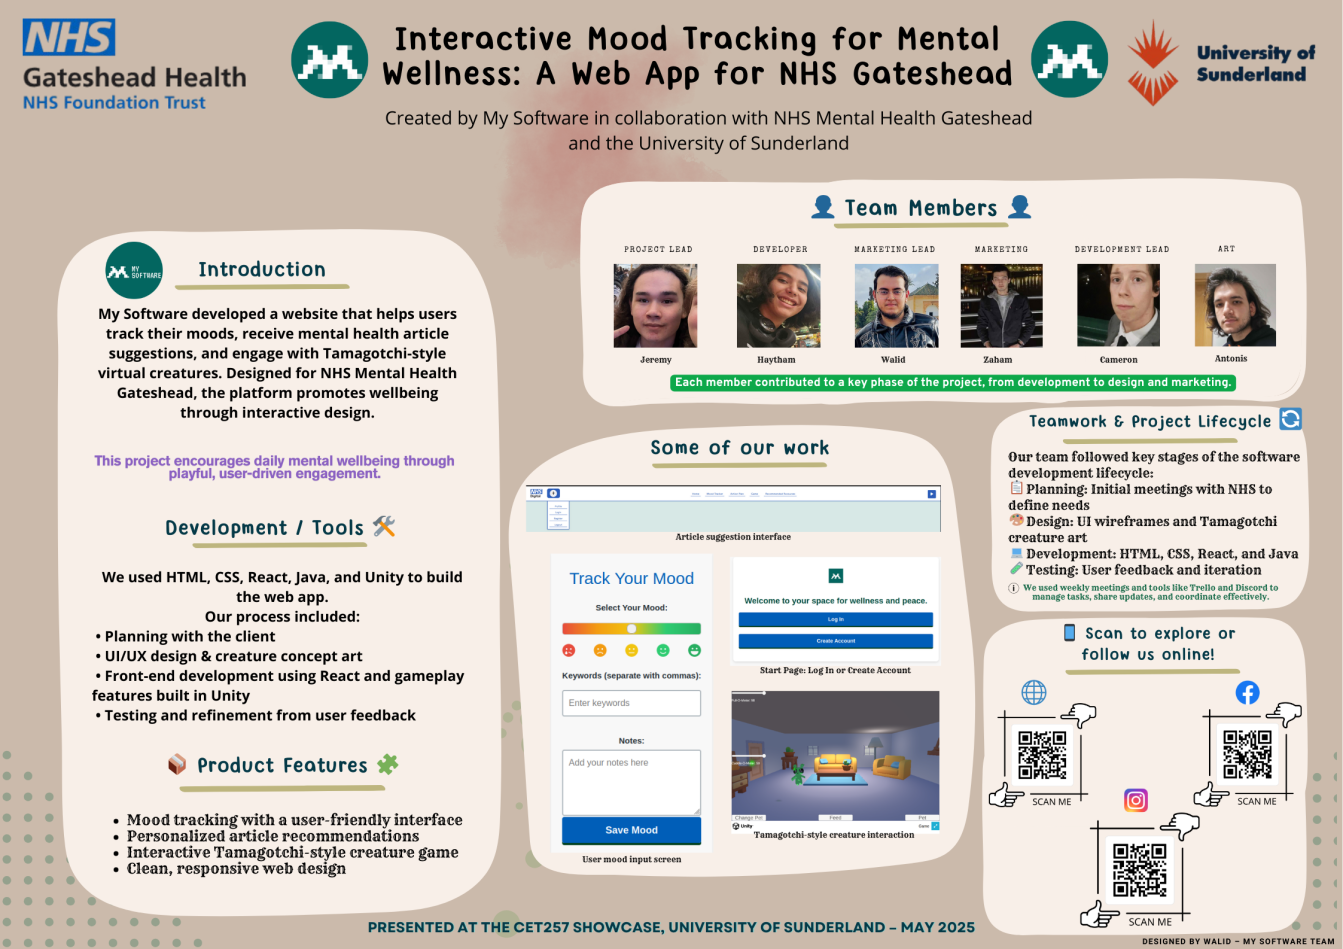 NHS
Gateshead Health
NHS Foundation Trust
Interactive Mood Tracking for Mental
Wellness: A Web App for NHS Gateshead
Created by My Software in collaboration with NHS Mental Health Gateshead
and the University of Sunderland
University of
Sunderland
MY
SOFTWARE
Introduction
My Software developed a website that helps users
track their moods, receive mental health article
suggestions, and engage with Tamagotchi-style
virtual creatures. Designed for NHS Mental Health
Gateshead, the platform promotes wellbeing
through interactive design.
This project encourages daily mental wellbeing through
playful, user-driven engagement.
Development / Tools
We used HTML, CSS, React, Java, and Unity to build
the web app.
Our process included:
• Planning with the client
• UI/UX design & creature concept art
• Front-end development using React and gameplay
features built in Unity
• Testing and refinement from user feedback
Product Features
• Mood tracking with a user-friendly interface
• Personalized article recommendations
• Interactive Tamagotchi-style creature game
• Clean, responsive web design
Team Members
PROJECT LEAD
DEVELOPER
MARKETING LEAD
MARKETING
DEVELOPMENT LEAD
ART
Jeremy
Haytham
Walid
Zaham
Cameron
Antonis
Each member contributed to a key phase of the project, from development to design and marketing.
Some of our work
NHS
Article suggestion interface
Track Your Mood
Select Your Mood:
Keywords (separate with commas):
Enter keywords
Notes:
Add your notes here
Save Mood
User mood input screen
Welcome to your space for wellness and peace.
Log In
Create Account
Start Page: Log In or Create Account
Change Pet
Feed
Pet
Unity
Tamagotchi-style creature interaction
Teamwork & Project Lifecycle
Our team followed key stages of the software
development lifecycle:
Planning: Initial meetings with NHS to
define needs
Design: UI wireframes and Tamagotchi
creature art
Development: HTML, CSS, React, and Java
Testing: User feedback and iteration
We used weekly meetings and tools like Trello and Discord to
manage tasks, share updates, and coordinate effectively.
Scan to explore or
follow us online!
SCAN ME
SCAN ME
SCAN ME
PRESENTED AT THE CET257 SHOWCASE, UNIVERSITY OF SUNDERLAND – MAY 2025
DESIGNED BY WALID – MY SOFTWARE TEAM